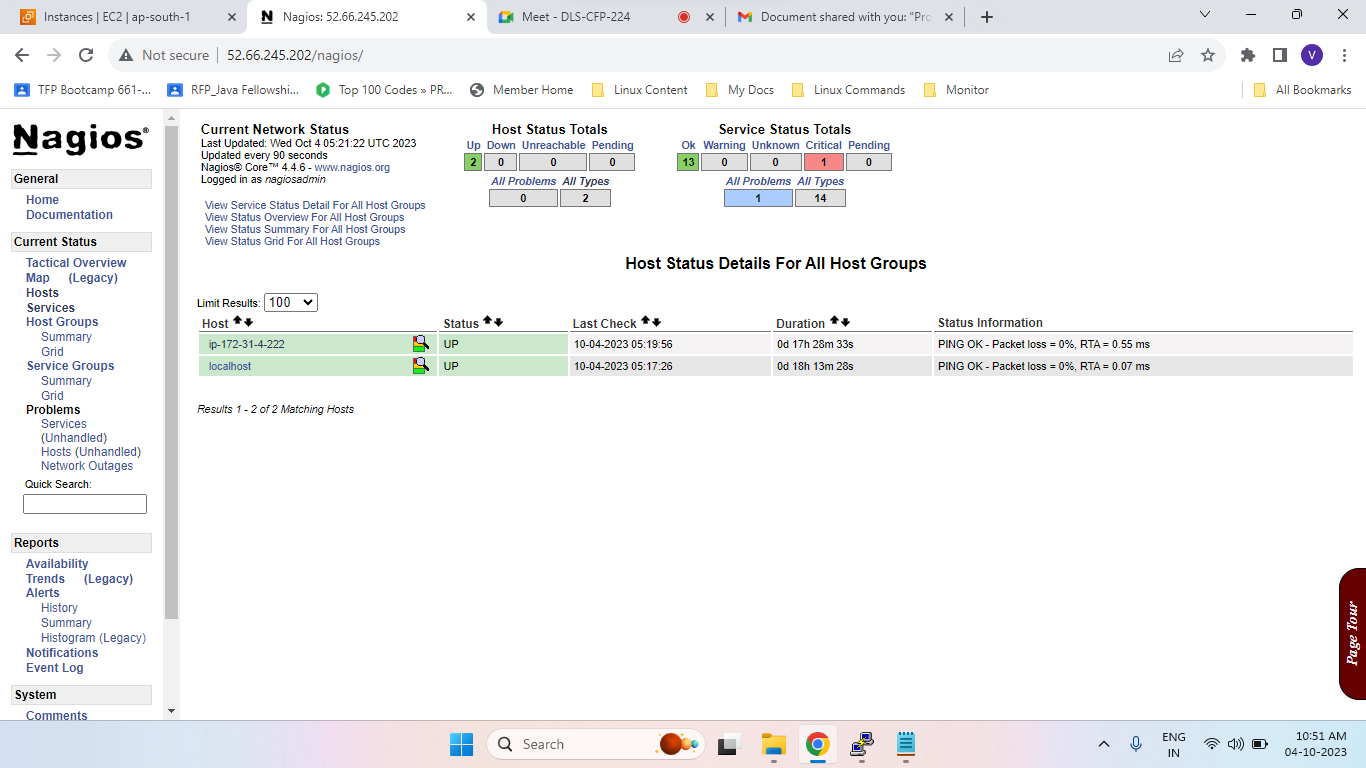 Instances | EC2 | ap-south-1
Nagios: 52.66.245.202
Meet - DLS-CFP-224
Document shared with you: "Pro
Not secure
52.66.245.202/nagios/
V
TFP Bootcamp 661-...
RFP_Java Fellowshi...
Top 100 Codes » PR...
Member Home
Linux Content
My Docs
Linux Commands
Monitor
All Bookmarks
Nagios®
General
Home
Documentation
Current Status
Tactical Overview
Map (Legacy)
Hosts
Services
Host Groups
Summary
Grid
Service Groups
Summary
Grid
Problems
Services
(Unhandled)
Hosts (Unhandled)
Network Outages
Quick Search:
Reports
Availability
Trends (Legacy)
Alerts
History
Summary
Histogram (Legacy)
Notifications
Event Log
System
Comments
Current Network Status
Last Updated: Wed Oct 4 05:21:22 UTC 2023
Updated every 90 seconds
Nagios® Core™ 4.4.6 - www.nagios.org
Logged in as nagiosadmin
View Service Status Detail For All Host Groups
View Status Overview For All Host Groups
View Status Summary For All Host Groups
View Status Grid For All Host Groups
Host Status Totals
Up Down Unreachable Pending
2 0 0 0
All Problems All Types
0 2
Service Status Totals
Ok Warning Unknown Critical Pending
13 0 0 1 0
All Problems All Types
1 14
Host Status Details For All Host Groups
Limit Results: 100
Host Status Last Check Duration Status Information
ip-172-31-4-222 UP 10-04-2023 05:19:56 0d 17h 28m 33s PING OK - Packet loss = 0%, RTA = 0.55 ms
localhost UP 10-04-2023 05:17:26 0d 18h 13m 28s PING OK - Packet loss = 0%, RTA = 0.07 ms
Results 1 - 2 of 2 Matching Hosts
Page Tour
Search
ENG
IN
10:51 AM
04-10-2023